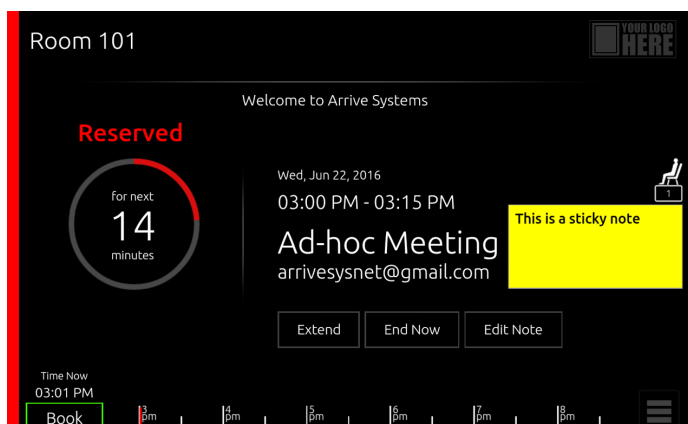 Room 101
YOUR LOGO
HERE
Welcome to Arrive Systems
Reserved
for next
14
minutes
Wed, Jun 22, 2016
03:00 PM - 03:15 PM
Ad-hoc Meeting
arrivesysnet@gmail.com
1
This is a sticky note
Extend End Now Edit Note
Time Now
03:01 PM
Book
3 pm 4 pm 5 pm 6 pm 7 pm 8 pm